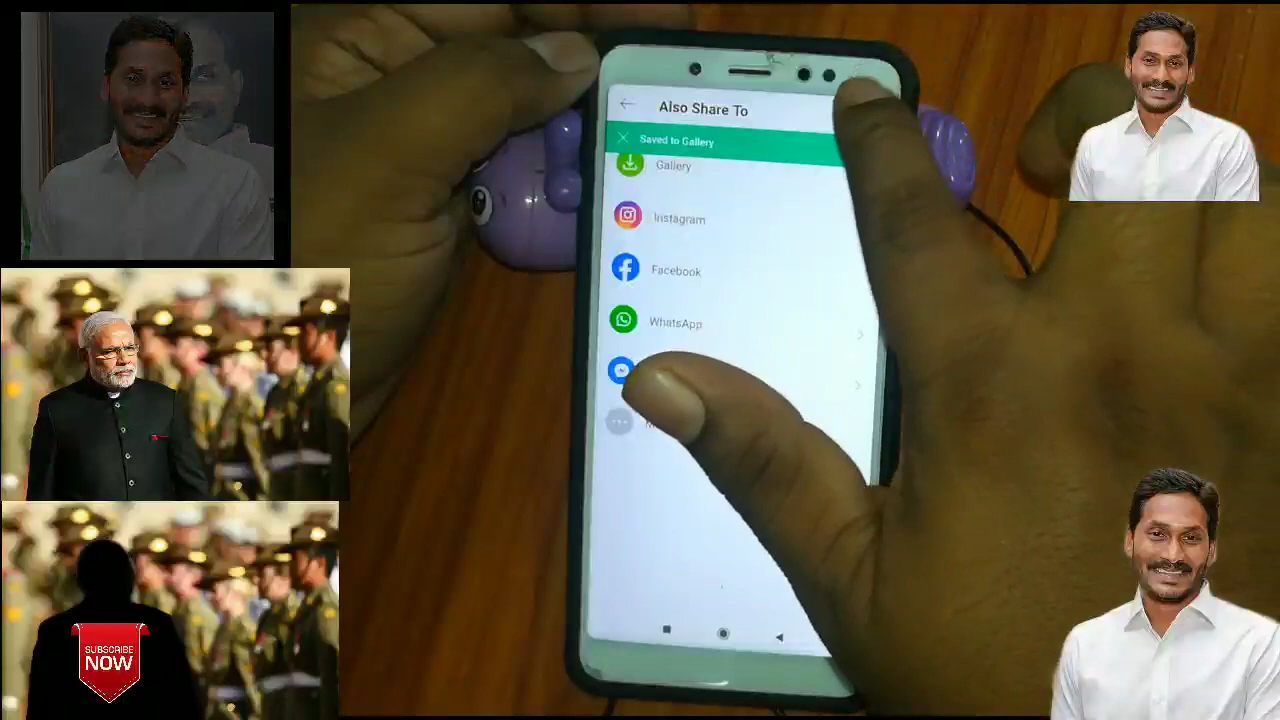 Also Share To
Saved to Gallery
Gallery
Instagram
Facebook
WhatsApp
SUBSCRIBE
NOW